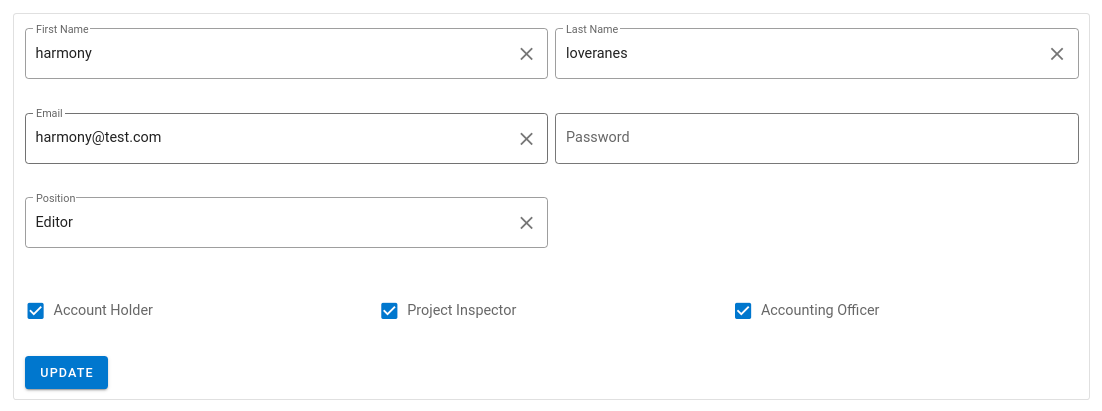 First Name
harmony
Last Name
loveranes
Email
harmony@test.com
Password
Position
Editor
Account Holder
Project Inspector
Accounting Officer
UPDATE